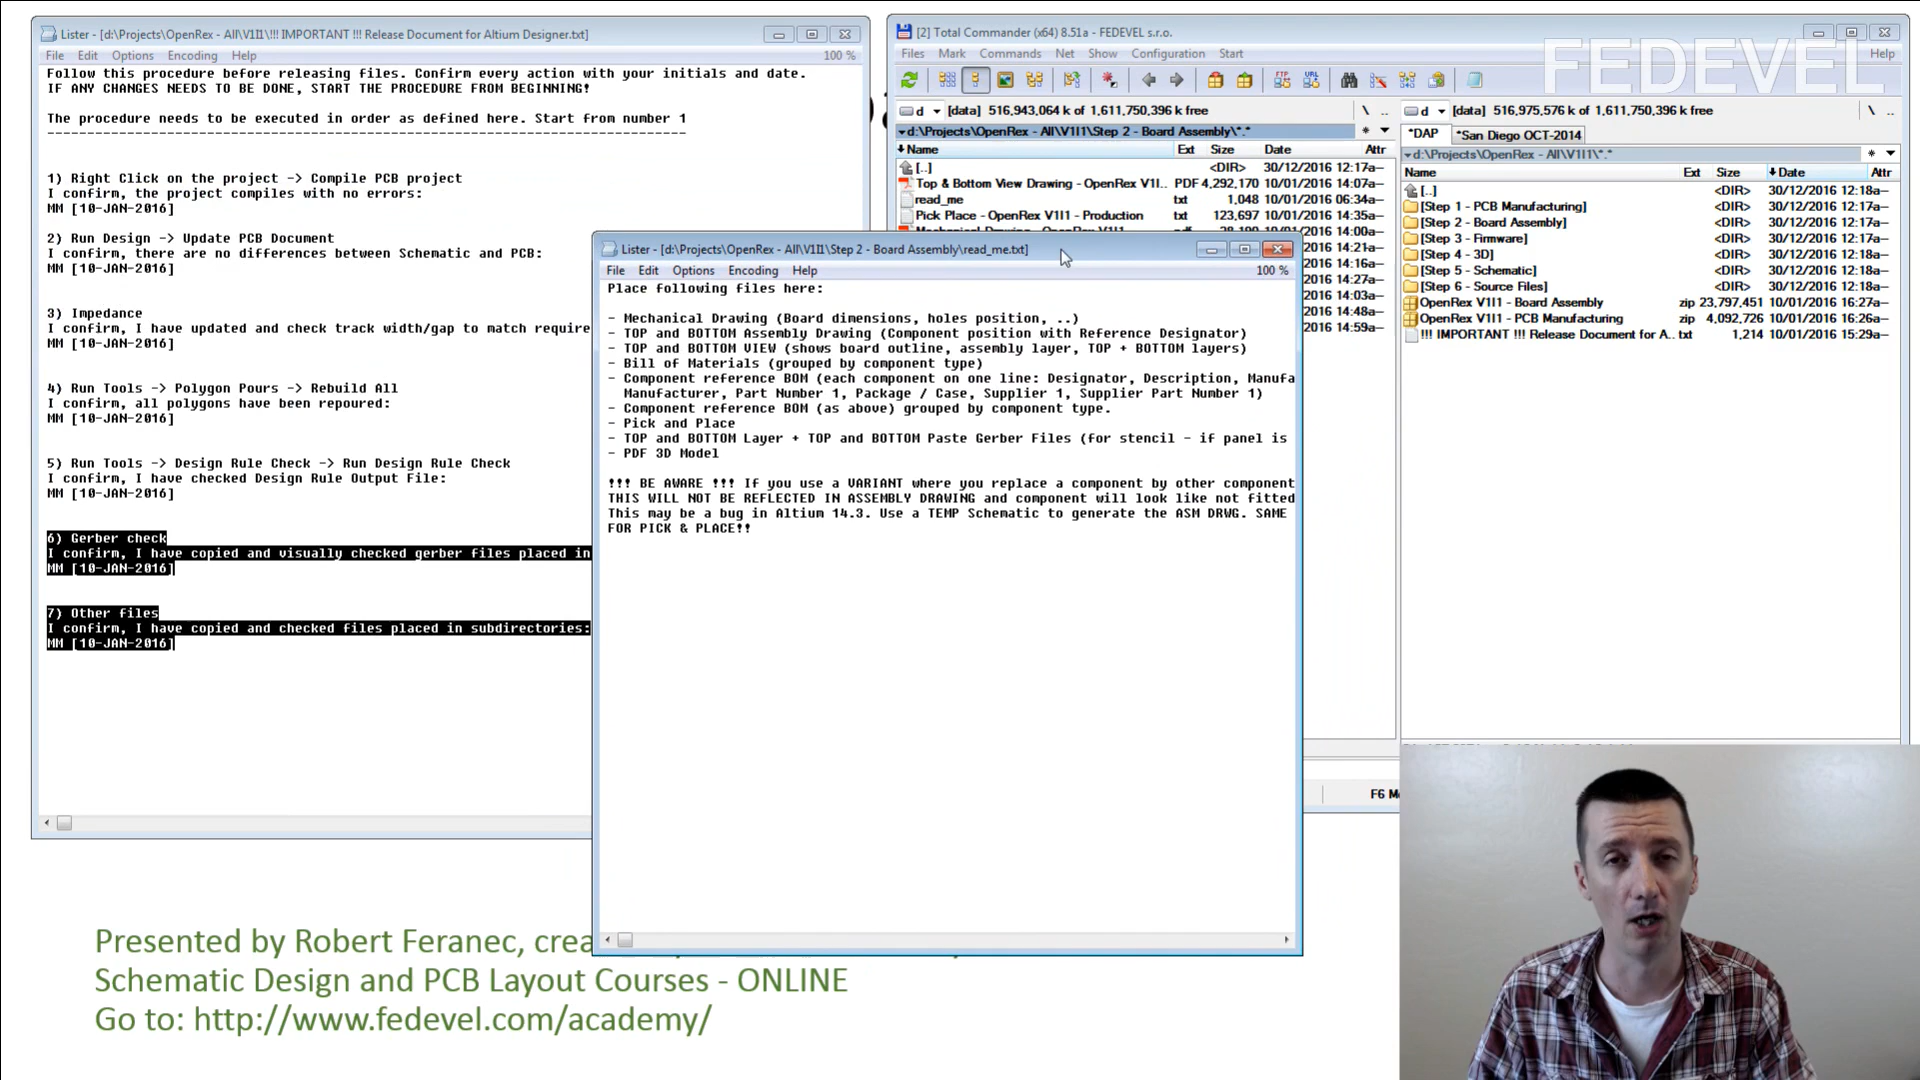 Lister - [d:\Projects\OpenRex - All\V1I1\!!! IMPORTANT !!! Release Document for Altium Designer.txt]
File Edit Options Encoding Help 100 %
Follow this procedure before releasing files. Confirm every action with your initials and date.
IF ANY CHANGES NEEDS TO BE DONE, START THE PROCEDURE FROM BEGINNING!
The procedure needs to be executed in order as defined here. Start from number 1
1) Right Click on the project -> Compile PCB project
I confirm, the project compiles with no errors:
MM [10-JAN-2016]
2) Run Design -> Update PCB Document
I confirm, there are no differences between Schematic and PCB:
MM [10-JAN-2016]
3) Impedance
I confirm, I have updated and check track width/gap to match require
MM [10-JAN-2016]
4) Run Tools -> Polygon Pours -> Rebuild All
I confirm, all polygons have been repoured:
MM [10-JAN-2016]
5) Run Tools -> Design Rule Check -> Run Design Rule Check
I confirm, I have checked Design Rule Output File:
MM [10-JAN-2016]
6) Gerber check
I confirm, I have copied and visually checked gerber files placed in
MM [10-JAN-2016]
7) Other files
I confirm, I have copied and checked files placed in subdirectories:
MM [10-JAN-2016]
[2] Total Commander (x64) 8.51a - FEDEVEL s.r.o.
Files Mark Commands Net Show Configuration Start Help
FEDEVEL
d [data] 516,943,064 k of 1,611,750,396 k free \ ..
d:\Projects\OpenRex - All\V1I1\Step 2 - Board Assembly\*.* *
Name Ext Size Date Attr
[..] <DIR> 30/12/2016 12:17 a--
Top & Bottom View Drawing - OpenRex V1I.. PDF 4,292,170 10/01/2016 14:07 a--
read_me txt 1,048 10/01/2016 06:34 a--
Pick Place - OpenRex V1I1 - Production txt 123,697 10/01/2016 14:35 a--
2016 14:00 a--
2016 14:21 a--
2016 14:16 a--
2016 14:27 a--
2016 14:03 a--
2016 14:48 a--
2016 14:59 a--
F6 M
d [data] 516,975,576 k of 1,611,750,396 k free \ ..
*DAP *San Diego OCT-2014
d:\Projects\OpenRex - All\V1I1\*.* *
Name Ext Size Date Attr
[..] <DIR> 30/12/2016 12:18 a--
[Step 1 - PCB Manufacturing] <DIR> 30/12/2016 12:17 a--
[Step 2 - Board Assembly] <DIR> 30/12/2016 12:17 a--
[Step 3 - Firmware] <DIR> 30/12/2016 12:18 a--
[Step 4 - 3D] <DIR> 30/12/2016 12:18 a--
[Step 5 - Schematic] <DIR> 30/12/2016 12:18 a--
[Step 6 - Source Files] <DIR> 30/12/2016 12:18 a--
OpenRex V1I1 - Board Assembly zip 23,797,451 10/01/2016 16:27 a--
OpenRex V1I1 - PCB Manufacturing zip 4,092,726 10/01/2016 16:26 a--
!!! IMPORTANT !!! Release Document for A.. txt 1,214 10/01/2016 15:29 a--
Lister - [d:\Projects\OpenRex - All\V1I1\Step 2 - Board Assembly\read_me.txt]
File Edit Options Encoding Help 100 %
Place following files here:
- Mechanical Drawing (Board dimensions, holes position, ..)
- TOP and BOTTOM Assembly Drawing (Component position with Reference Designator)
- TOP and BOTTOM VIEW (shows board outline, assembly layer, TOP + BOTTOM layers)
- Bill of Materials (grouped by component type)
- Component reference BOM (each component on one line: Designator, Description, Manufa
Manufacturer, Part Number 1, Package / Case, Supplier 1, Supplier Part Number 1)
- Component reference BOM (as above) grouped by component type.
- Pick and Place
- TOP and BOTTOM Layer + TOP and BOTTOM Paste Gerber Files (for stencil - if panel is
- PDF 3D Model
!!! BE AWARE !!! If you use a VARIANT where you replace a component by other component
THIS WILL NOT BE REFLECTED IN ASSEMBLY DRAWING and component will look like not fitted
This may be a bug in Altium 14.3. Use a TEMP Schematic to generate the ASM DRWG. SAME
FOR PICK & PLACE!!
Presented by Robert Feranec, crea
Schematic Design and PCB Layout Courses - ONLINE
Go to: http://www.fedevel.com/academy/